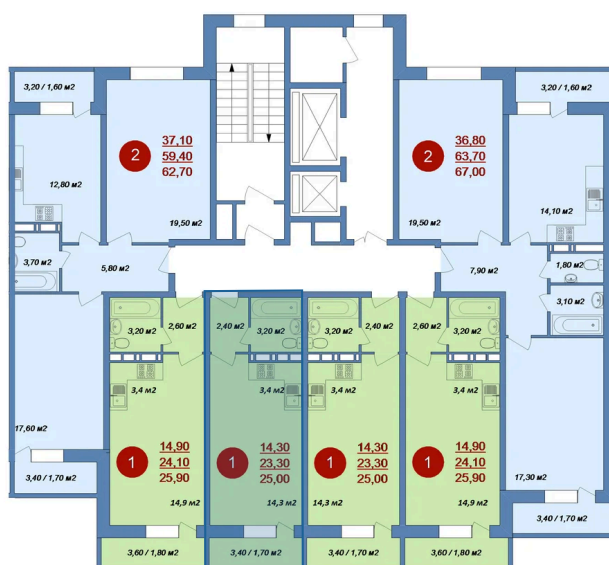 3,20 / 1,60 м2
3,20 / 1,60 м2
2
37,10
59,40
62,70
2
36,80
63,70
67,00
12,80 м2
19,50 м2
19,50 м2
14,10 м2
3,70 м2
5,80 м2
7,90 м2
1,80 м2
3,10 м2
3,20 м2
2,60 м2
2,40 м2
3,20 м2
3,20 м2
2,40 м2
2,60 м2
3,20 м2
3,4 м2
3,4 м2
3,4 м2
3,4 м2
17,60 м2
1
14,90
24,10
25,90
1
14,30
23,30
25,00
1
14,30
23,30
25,00
1
14,90
24,10
25,90
17,30 м2
14,9 м2
14,3 м2
14,3 м2
14,9 м2
3,40 / 1,70 м2
3,40 / 1,70 м2
3,60 / 1,80 м2
3,40 / 1,70 м2
3,40 / 1,70 м2
3,60 / 1,80 м2